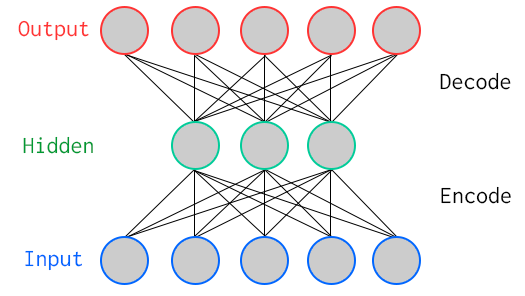 Output
Decode
Hidden
Encode
Input